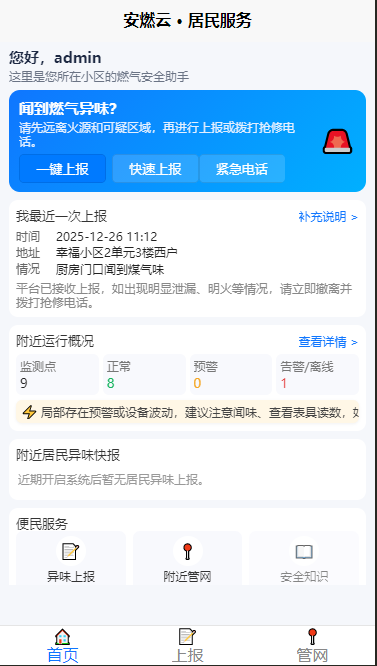 安燃云 • 居民服务
您好，admin
这里是您所在小区的燃气安全助手
闻到燃气异味？
请先远离火源和可疑区域，再进行上报或拨打抢修电
话。
一键上报 快速上报 紧急电话
我最近一次上报 补充说明 >
时间 2025-12-26 11:12
地址 幸福小区2单元3楼西户
情况 厨房门口闻到煤气味
平台已接收上报，如出现明显泄漏、明火等情况，请立即撤离并
拨打抢修电话。
附近运行概况 查看详情 >
监测点 正常 预警 告警/离线
9 8 0 1
局部存在预警或设备波动，建议注意闻味、查看表具读数，
附近居民异味快报
近期开启系统后暂无居民异味上报。
便民服务
异味上报 附近管网 安全知识
首页 上报 管网